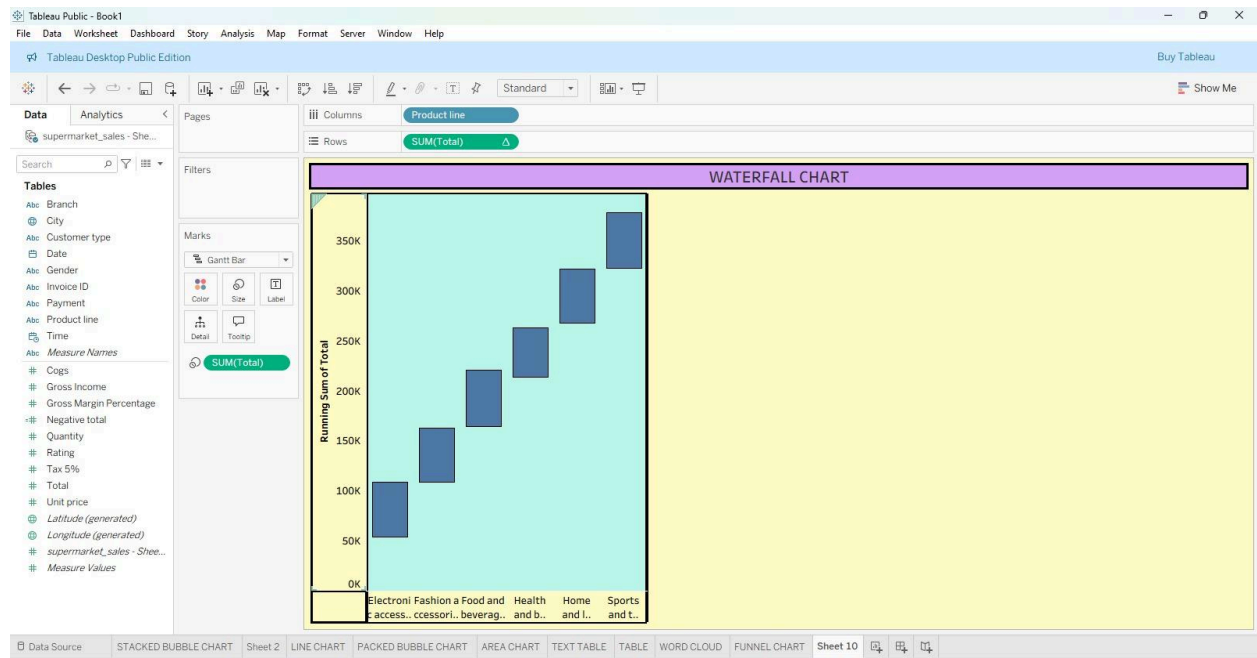 Tableau Public - Book1
File Data Worksheet Dashboard Story Analysis Map Format Server Window Help
Tableau Desktop Public Edition
Buy Tableau
Standard
Show Me
Data
Analytics
supermarket_sales - She...
Search
Tables
Abc Branch
City
Abc Customer type
Date
Abc Gender
Abc Invoice ID
Abc Payment
Abc Product line
Time
Abc Measure Names
# Cogs
# Gross Income
# Gross Margin Percentage
=# Negative total
# Quantity
# Rating
# Tax 5%
# Total
# Unit price
Latitude (generated)
Longitude (generated)
# supermarket_sales - Shee...
# Measure Values
Pages
Filters
Marks
Gantt Bar
Color
Size
Label
Detail
Tooltip
SUM(Total)
Columns
Product line
Rows
SUM(Total) Δ
WATERFALL CHART
Running Sum of Total
350K
300K
250K
200K
150K
100K
50K
0K
Electroni Fashion a Food and Health Home Sports
c access.. ccessori.. beverag.. and b.. and l.. and t..
Data Source STACKED BUBBLE CHART Sheet 2 LINE CHART PACKED BUBBLE CHART AREA CHART TEXT TABLE TABLE WORD CLOUD FUNNEL CHART Sheet 10